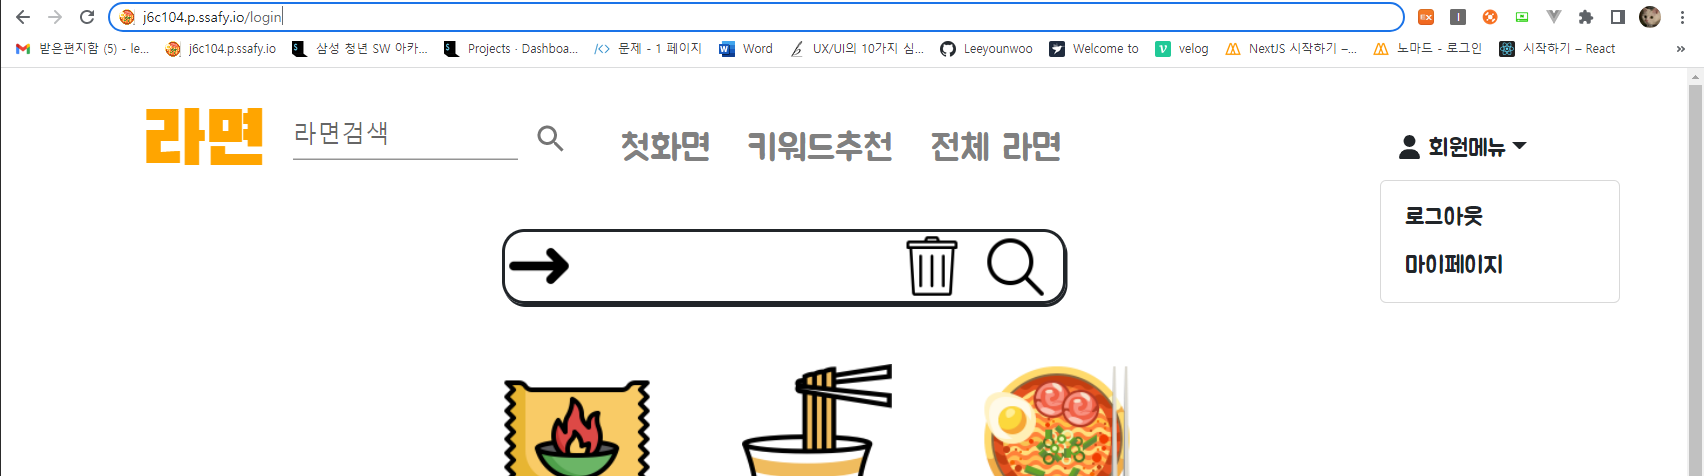 j6c104.p.ssafy.io/login
받은편지함 (5) - le... j6c104.p.ssafy.io 삼성 청년 SW 아카... Projects · Dashboa... 문제 - 1 페이지 Word UX/UI의 10가지 심... Leeyounwoo Welcome to velog NextJS 시작하기 –... 노마드 - 로그인 시작하기 – React »
라면 라면검색 첫화면 키워드추천 전체 라면 회원메뉴
로그아웃
마이페이지